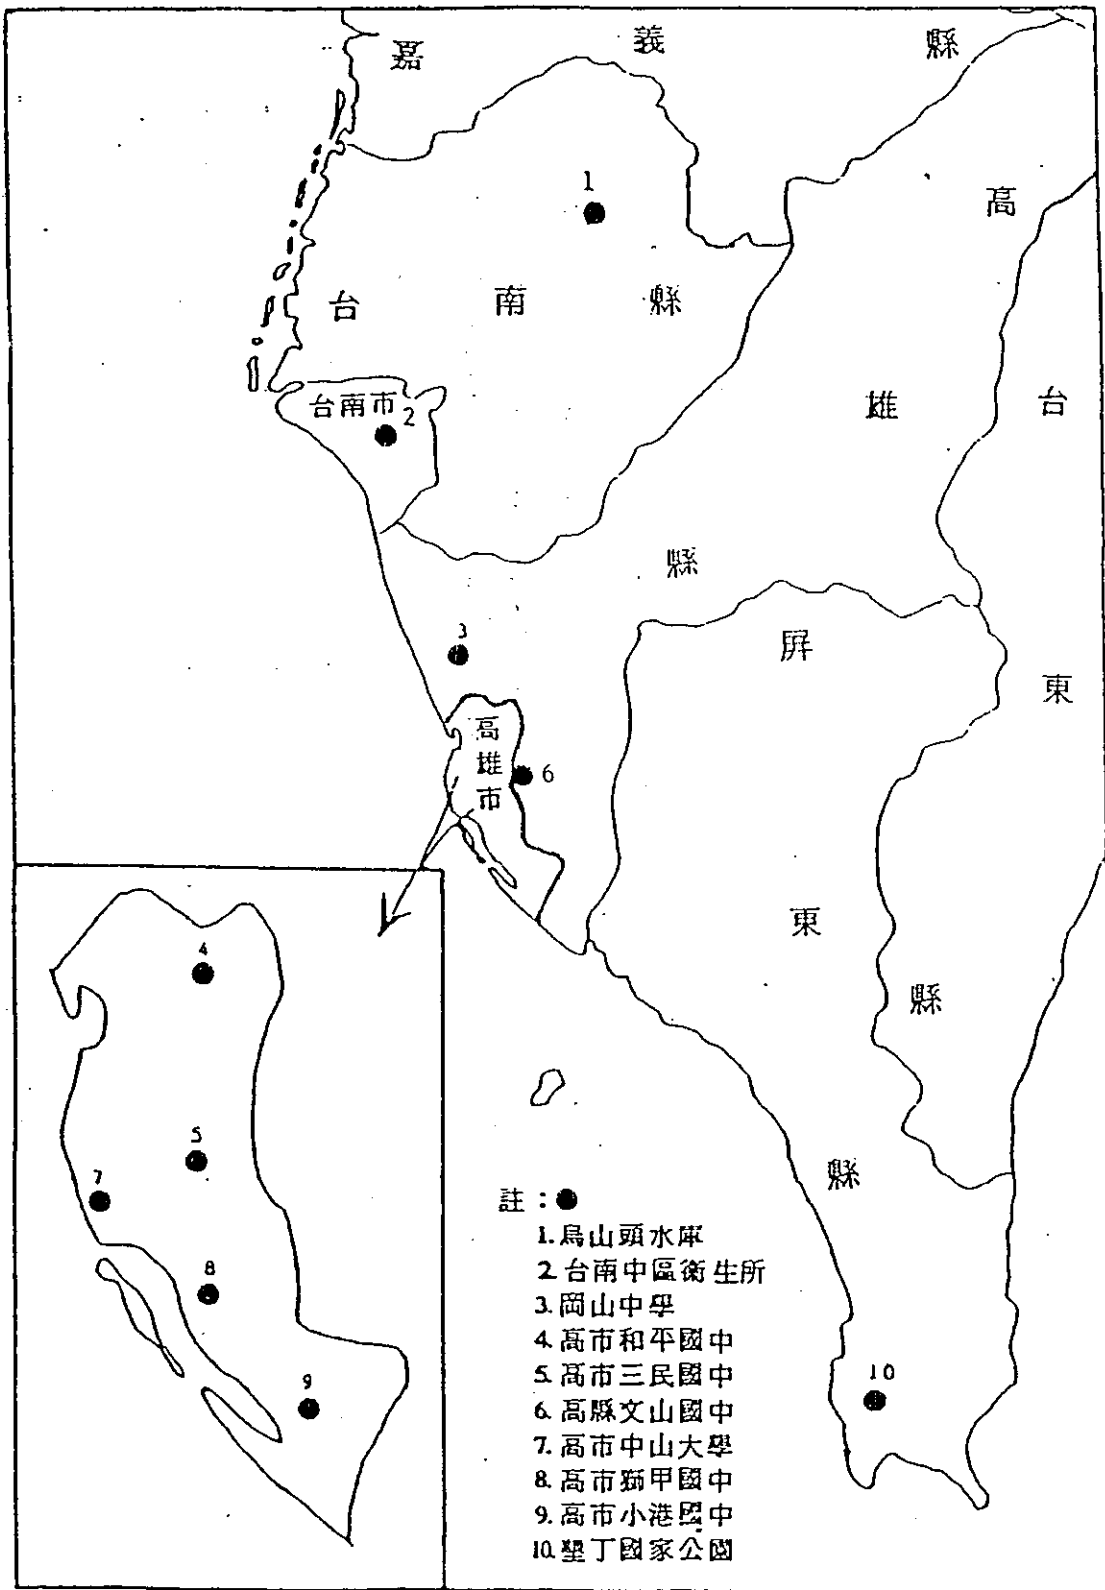 嘉義縣
1
高雄縣
台南縣
台南市
2
台東縣
3
屏東縣
高雄市
6
4
5
7
8
9
10
註：●
1. 烏山頭水庫
2. 台南中區衛生所
3. 岡山中學
4. 高市和平國中
5. 高市三民國中
6. 高縣文山國中
7. 高市中山大學
8. 高市獅甲國中
9. 高市小港國中
10. 墾丁國家公園